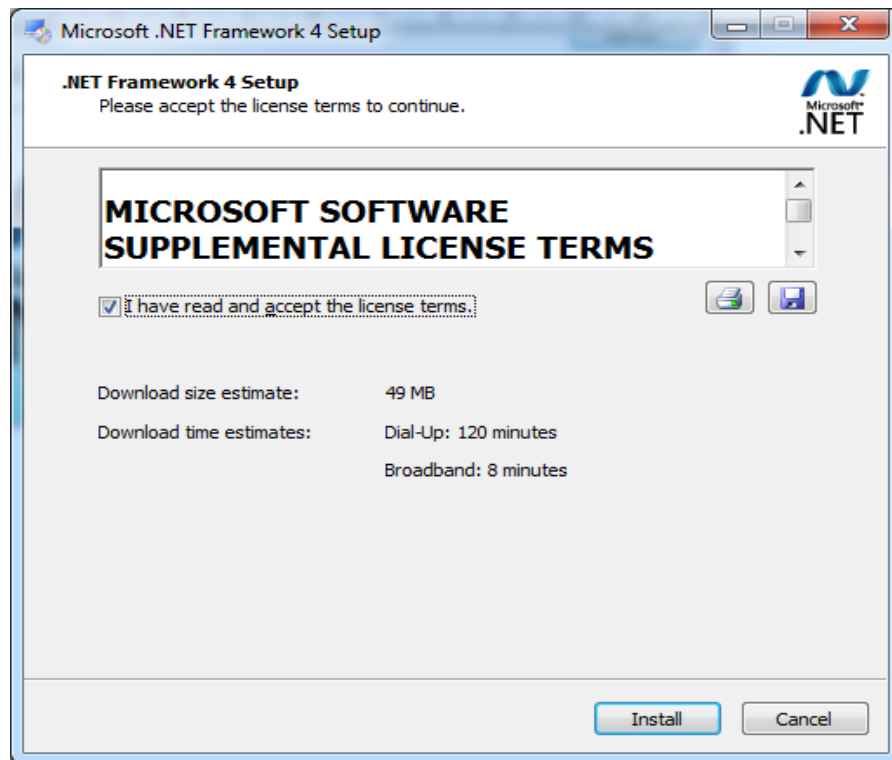 Microsoft .NET Framework 4 Setup
.NET Framework 4 Setup
Please accept the license terms to continue.
Microsoft®
.NET
MICROSOFT SOFTWARE
SUPPLEMENTAL LICENSE TERMS
I have read and accept the license terms.
Download size estimate: 49 MB
Download time estimates: Dial-Up: 120 minutes
Broadband: 8 minutes
Install Cancel